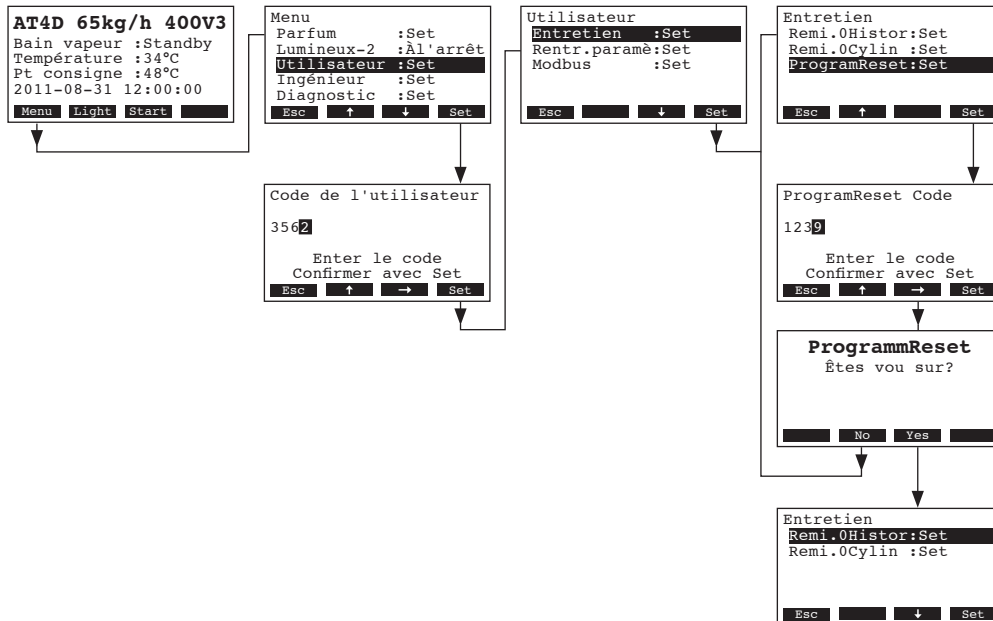 AT4D 65kg/h 400V3
Bain vapeur :Standby
Température :34°C
Pt consigne :48°C
2011-08-31 12:00:00
Menu Light Start
Menu
Parfum :Set
Lumineux-2 :Àl'arrêt
Utilisateur :Set
Ingénieur :Set
Diagnostic :Set
Esc ↑ ↓ Set
Utilisateur
Entretien :Set
Rentr.paramè:Set
Modbus :Set
Esc ↓ Set
Entretien
Remi.0Histor:Set
Remi.0Cylin :Set
ProgramReset:Set
Esc ↑ Set
Code de l'utilisateur
3562
Enter le code
Confirmer avec Set
Esc ↑ → Set
ProgramReset Code
1239
Enter le code
Confirmer avec Set
Esc ↑ → Set
ProgrammReset
Êtes vou sur?
No Yes
Entretien
Remi.0Histor:Set
Remi.0Cylin :Set
Esc ↓ Set